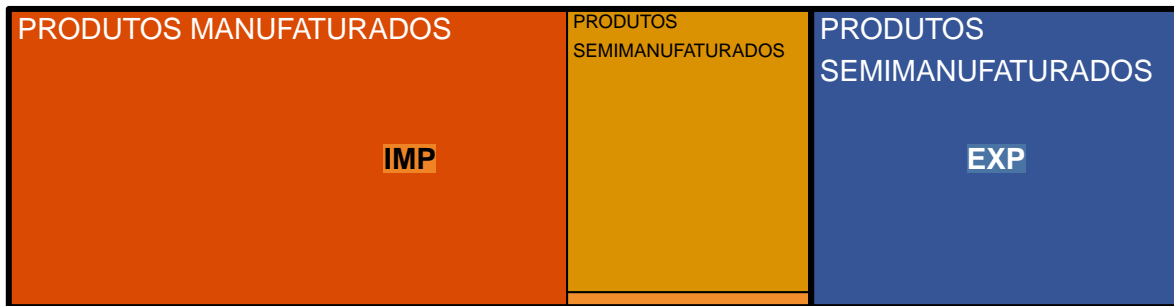 PRODUTOS MANUFATURADOS
PRODUTOS
SEMIMANUFATURADOS
PRODUTOS
SEMIMANUFATURADOS
IMP
EXP